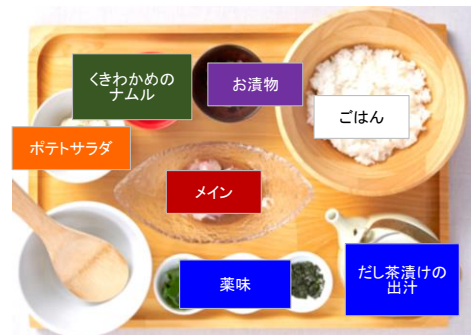 くきわかめの
ナムル
お漬物
ごはん
ポテトサラダ
メイン
薬味
だし茶漬けの
出汁